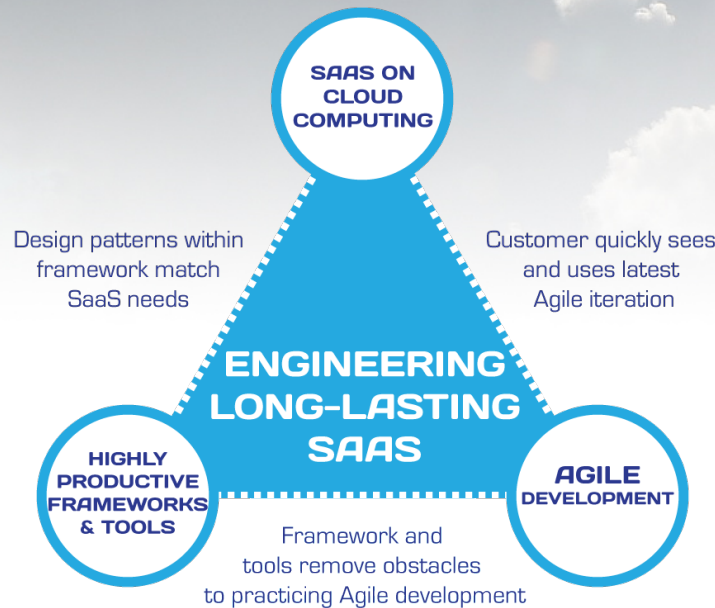 SAAS ON
CLOUD
COMPUTING
Design patterns within
framework match
SaaS needs
Customer quickly sees
and uses latest
Agile iteration
ENGINEERING
LONG-LASTING
SAAS
HIGHLY
PRODUCTIVE
FRAMEWORKS
& TOOLS
AGILE
DEVELOPMENT
Framework and
tools remove obstacles
to practicing Agile development